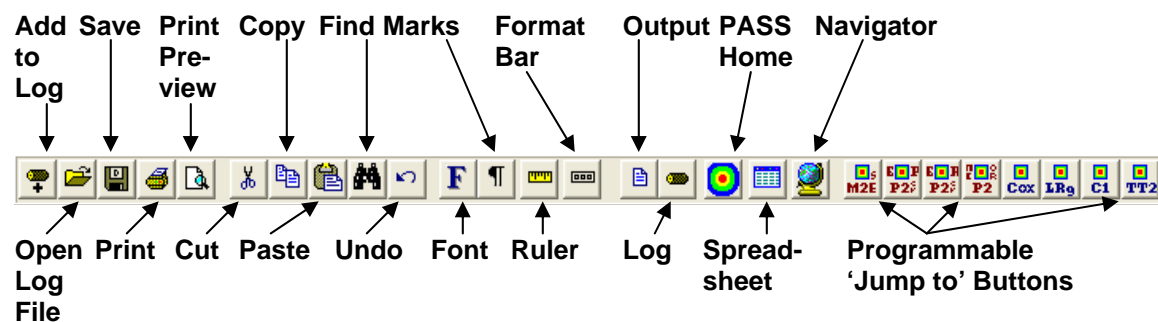 Add Save Print Copy Find Marks Format Output PASS Navigator
to Pre- Bar Home
Log view
F ¶
M2E P2 P2 P2 Cox LRg C1 TT2
Open Print Cut Paste Undo Font Ruler Log Spread- Programmable
Log sheet ‘Jump to’ Buttons
File